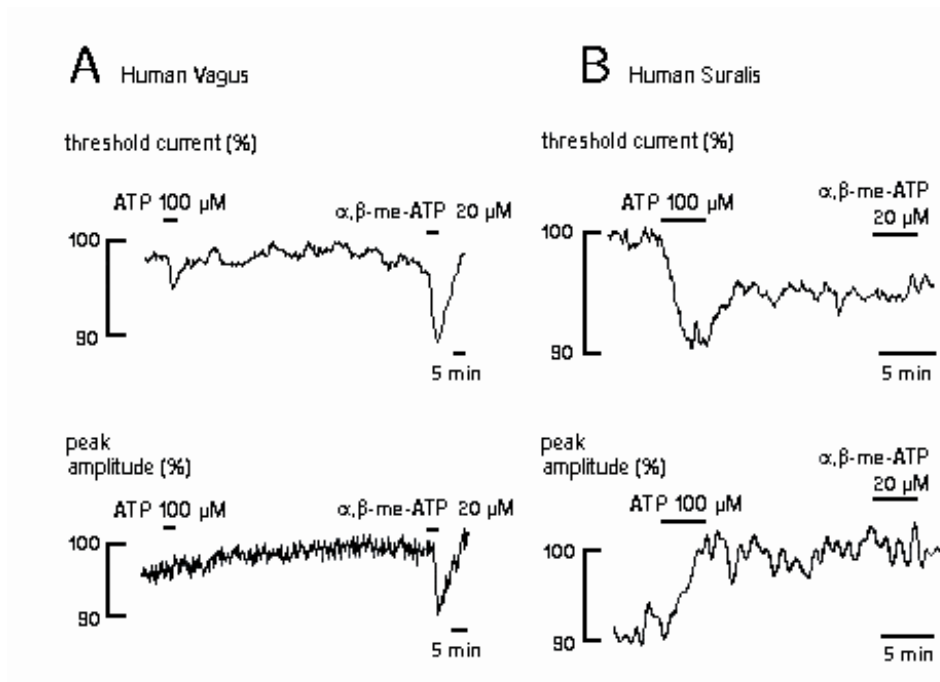 A Human Vagus
threshold current (%)
ATP 100 µM
α,β-me-ATP 20 µM
100
90
5 min
peak
amplitude (%)
ATP 100 µM
α,β-me-ATP 20 µM
100
90
5 min
B Human Suralis
threshold current (%)
ATP 100 µM
α,β-me-ATP
20 µM
100
90
5 min
peak
amplitude (%)
ATP 100 µM
α,β-me-ATP
20 µM
100
90
5 min